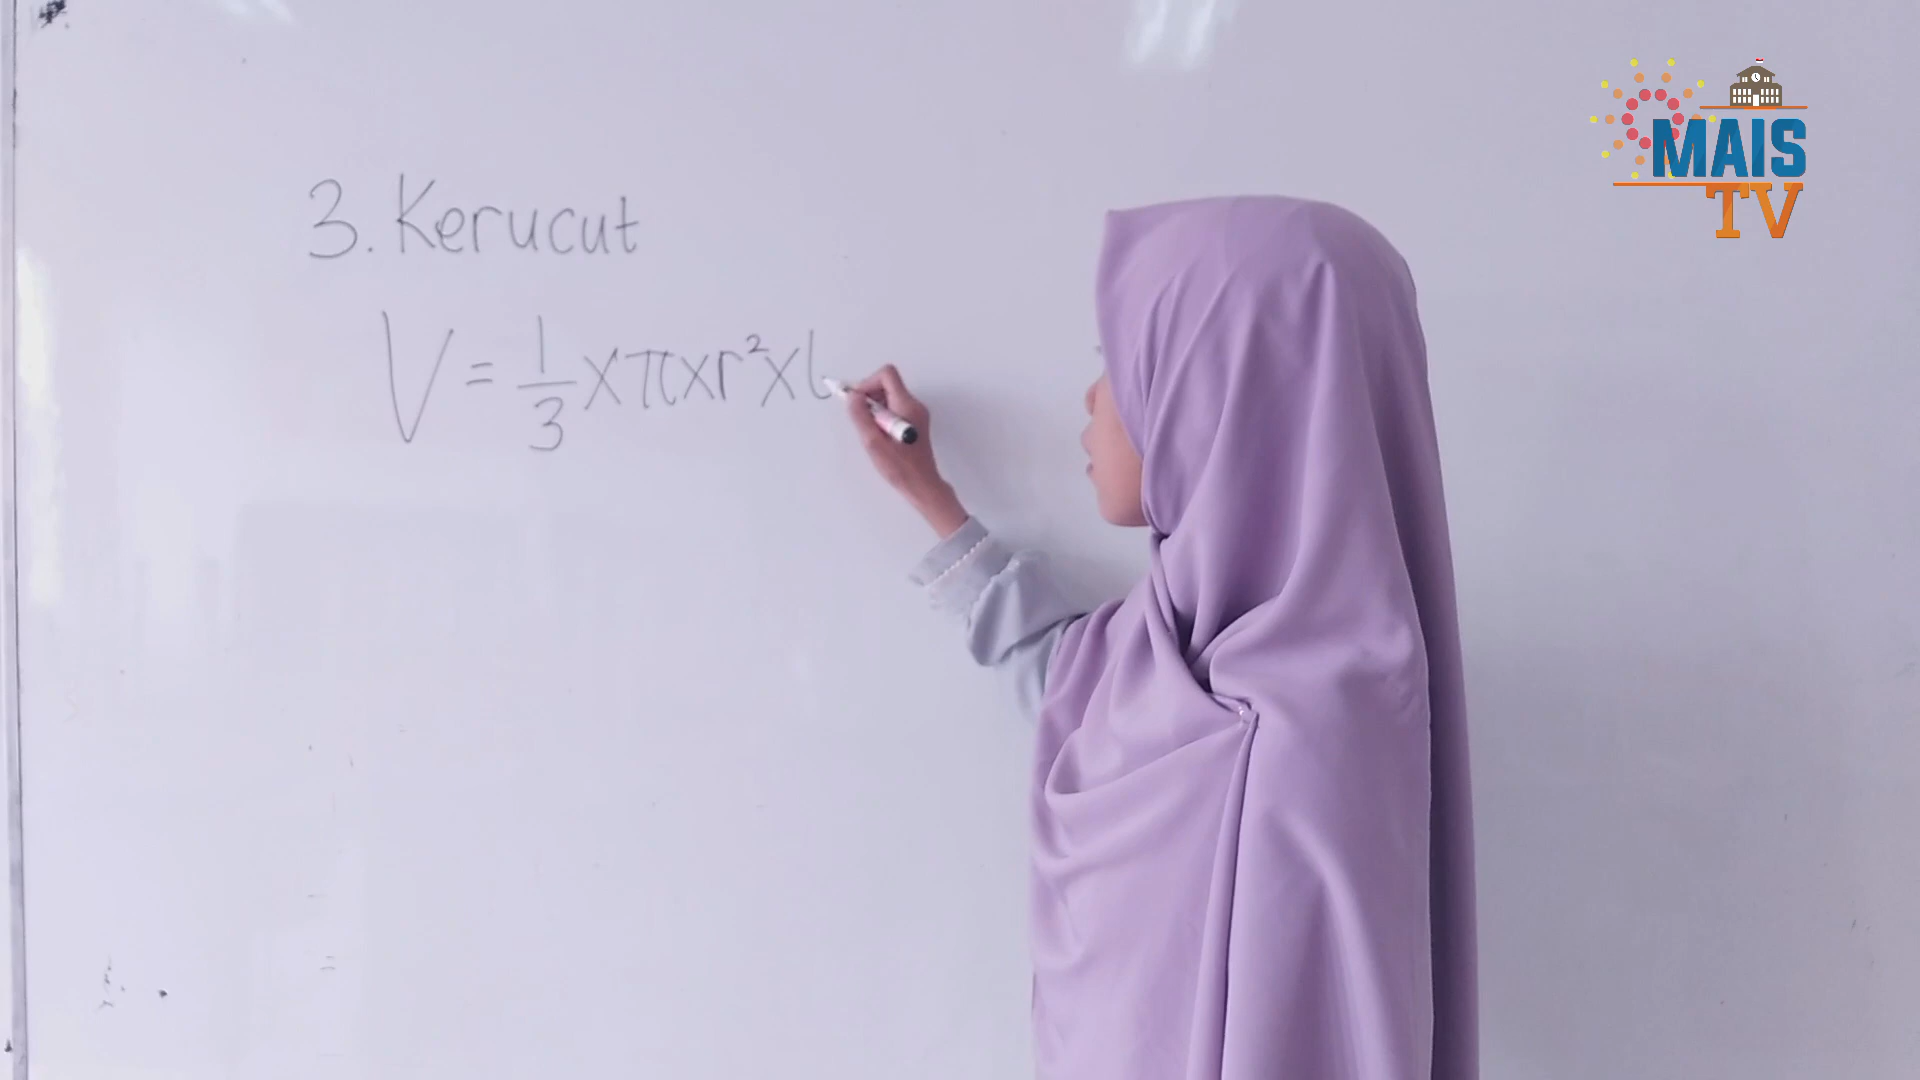 3. Kerucut
V = 1/3 x π x r² x
MAIS
TV